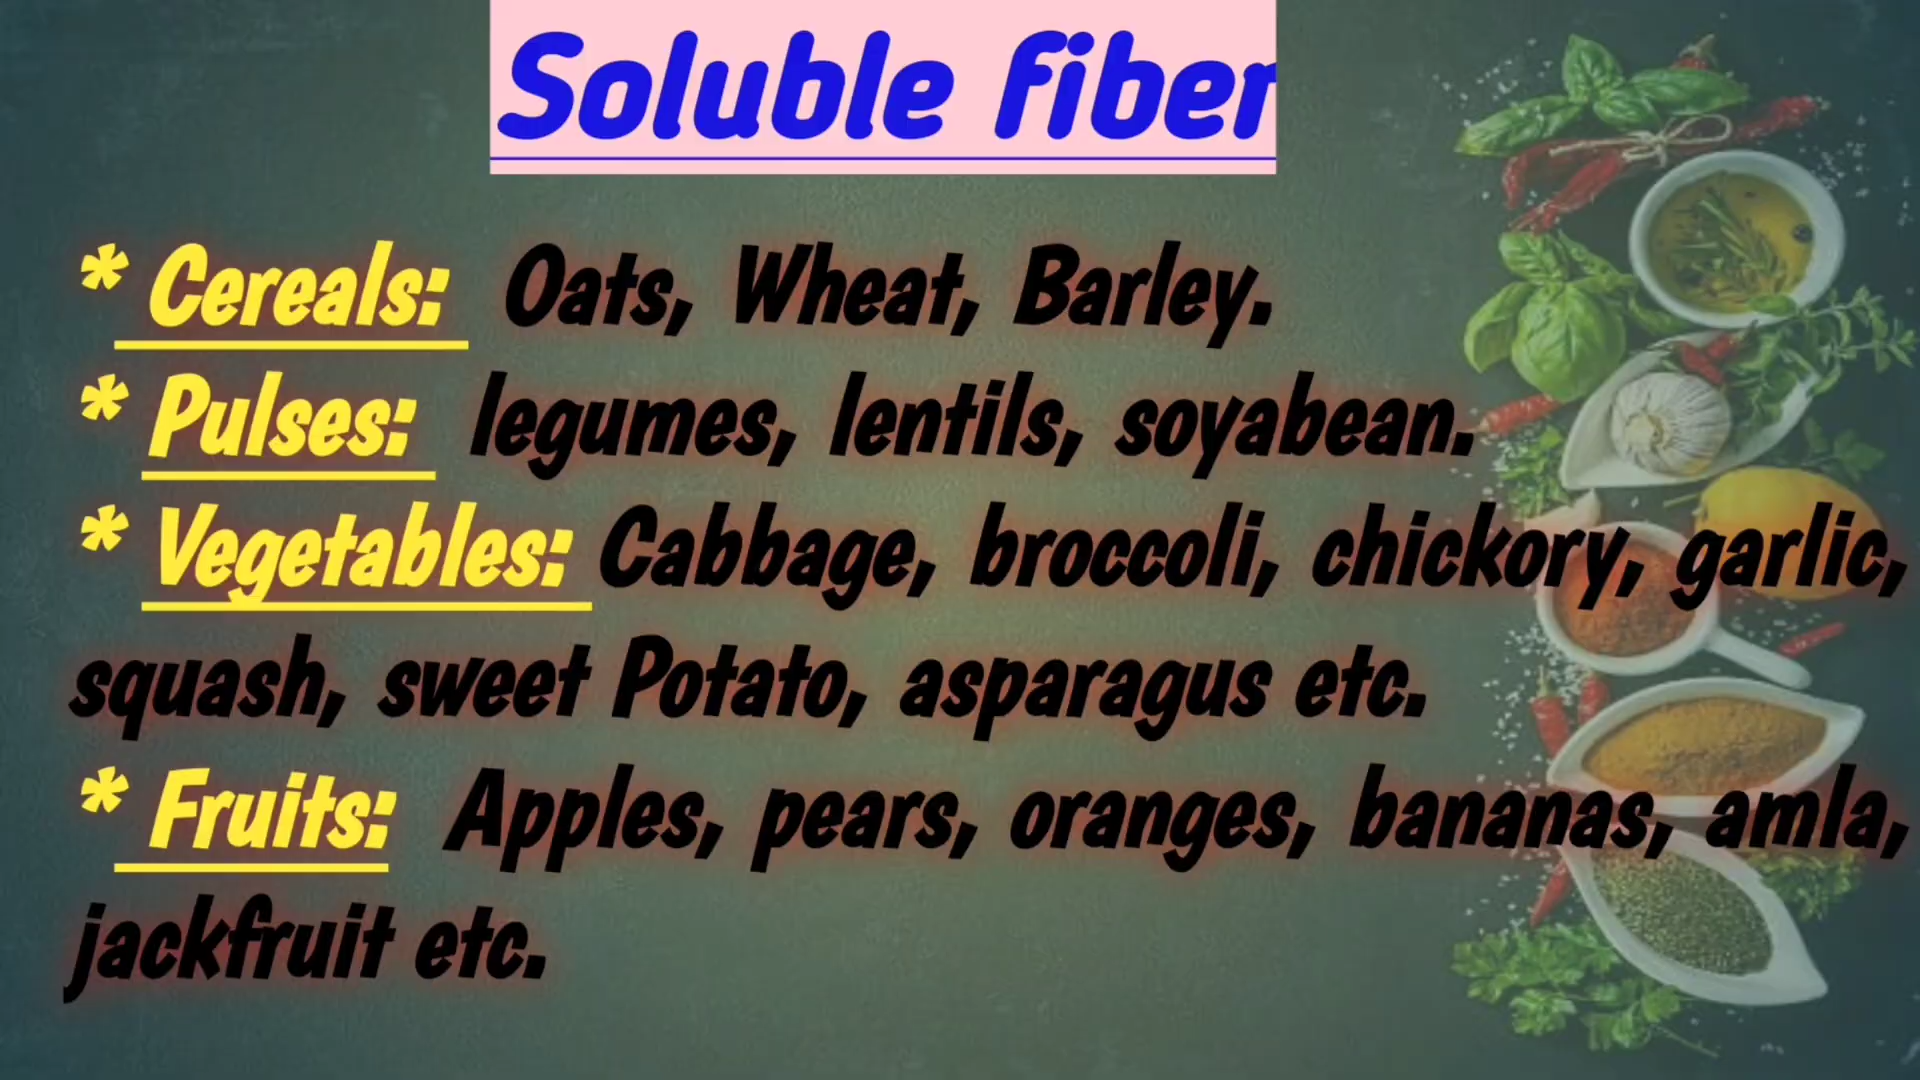 Soluble fiber
* Cereals: Oats, Wheat, Barley.
* Pulses: legumes, lentils, soyabean.
* Vegetables: Cabbage, broccoli, chickory, garlic,
squash, sweet Potato, asparagus etc.
* Fruits: Apples, pears, oranges, bananas, amla,
jackfruit etc.